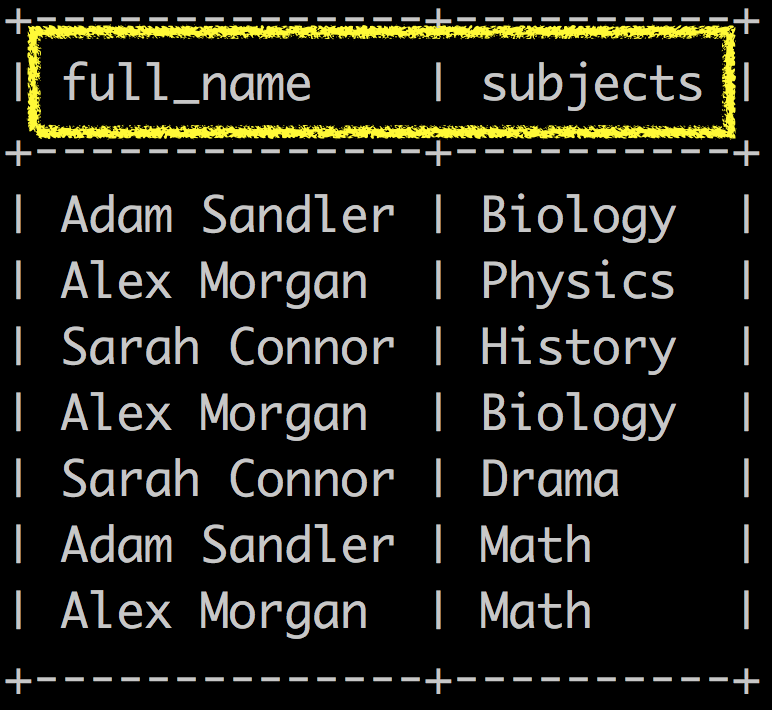 +--------------+----------+
| full_name    | subjects |
+--------------+----------+
| Adam Sandler | Biology  |
| Alex Morgan  | Physics  |
| Sarah Connor | History  |
| Alex Morgan  | Biology  |
| Sarah Connor | Drama    |
| Adam Sandler | Math     |
| Alex Morgan  | Math     |
+--------------+----------+